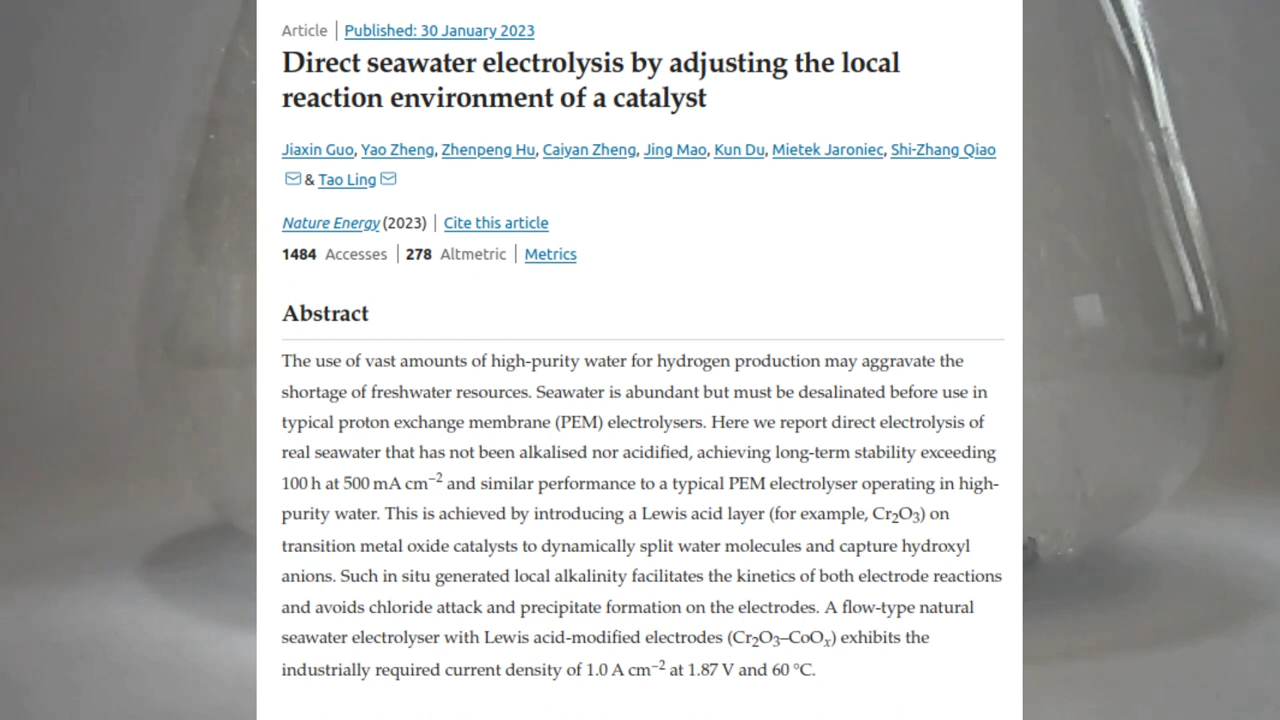 Article | Published: 30 January 2023
Direct seawater electrolysis by adjusting the local
reaction environment of a catalyst
Jiaxin Guo, Yao Zheng, Zhenpeng Hu, Caiyan Zheng, Jing Mao, Kun Du, Mietek Jaroniec, Shi-Zhang Qiao
& Tao Ling
Nature Energy (2023) | Cite this article
1484 Accesses | 278 Altmetric | Metrics
Abstract
The use of vast amounts of high-purity water for hydrogen production may aggravate the
shortage of freshwater resources. Seawater is abundant but must be desalinated before use in
typical proton exchange membrane (PEM) electrolysers. Here we report direct electrolysis of
real seawater that has not been alkalised nor acidified, achieving long-term stability exceeding
100 h at 500 mA cm⁻² and similar performance to a typical PEM electrolyser operating in high-
purity water. This is achieved by introducing a Lewis acid layer (for example, Cr₂O₃) on
transition metal oxide catalysts to dynamically split water molecules and capture hydroxyl
anions. Such in situ generated local alkalinity facilitates the kinetics of both electrode reactions
and avoids chloride attack and precipitate formation on the electrodes. A flow-type natural
seawater electrolyser with Lewis acid-modified electrodes (Cr₂O₃–CoOₓ) exhibits the
industrially required current density of 1.0 A cm⁻² at 1.87 V and 60 °C.